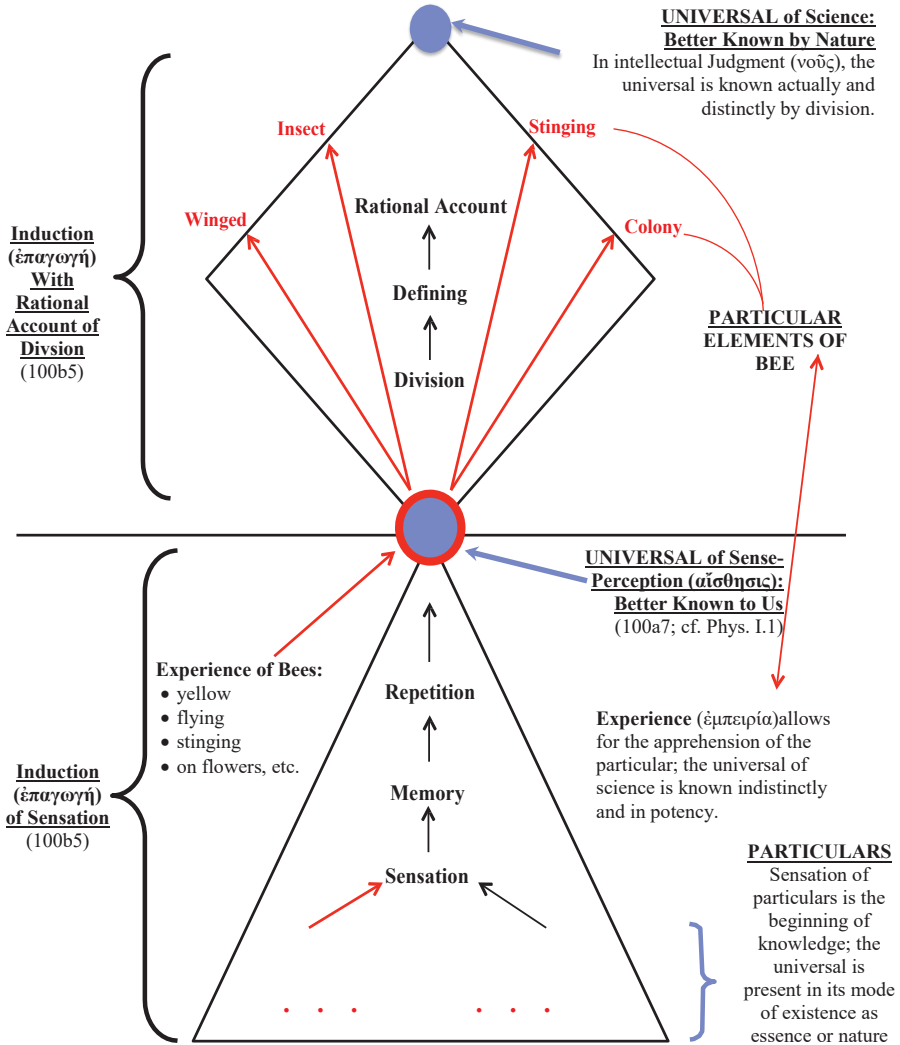 UNIVERSAL of Science:
Better Known by Nature
In intellectual Judgment (νοῦς), the
universal is known actually and
distinctly by division.
Insect
Stinging
Winged
Rational Account
Colony
Induction
(ἐπαγωγή)
With
Rational
Account of
Divsion
(100b5)
Defining
PARTICULAR
ELEMENTS OF
BEE
Division
UNIVERSAL of Sense-
Perception (αἴσθησις):
Better Known to Us
(100a7; cf. Phys. I.1)
Experience of Bees:
• yellow
• flying
• stinging
• on flowers, etc.
Repetition
Experience (ἐμπειρία)allows
for the apprehension of the
particular; the universal of
science is known indistinctly
and in potency.
Induction
(ἐπαγωγή)
of Sensation
(100b5)
Memory
Sensation
PARTICULARS
Sensation of
particulars is the
beginning of
knowledge; the
universal is
present in its mode
of existence as
essence or nature
. . . . . .